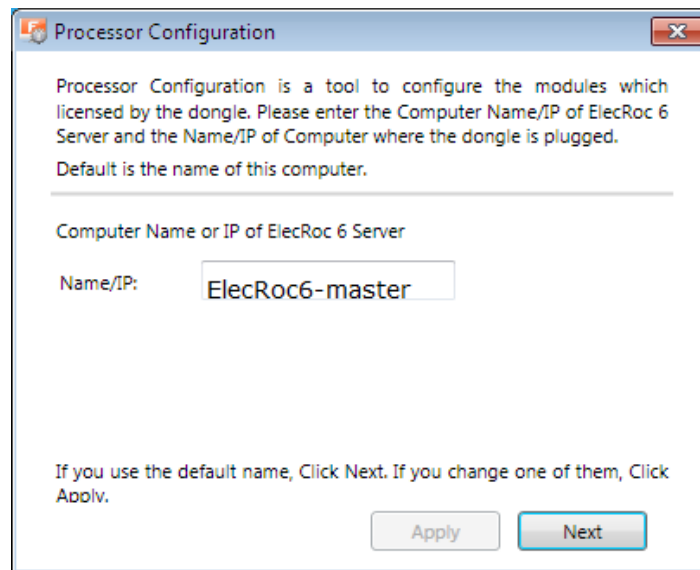 Processor Configuration
Processor Configuration is a tool to configure the modules which
licensed by the dongle. Please enter the Computer Name/IP of ElecRoc 6
Server and the Name/IP of Computer where the dongle is plugged.
Default is the name of this computer.
Computer Name or IP of ElecRoc 6 Server
Name/IP:
ElecRoc6-master
If you use the default name, Click Next. If you change one of them, Click
Apply.
Apply
Next